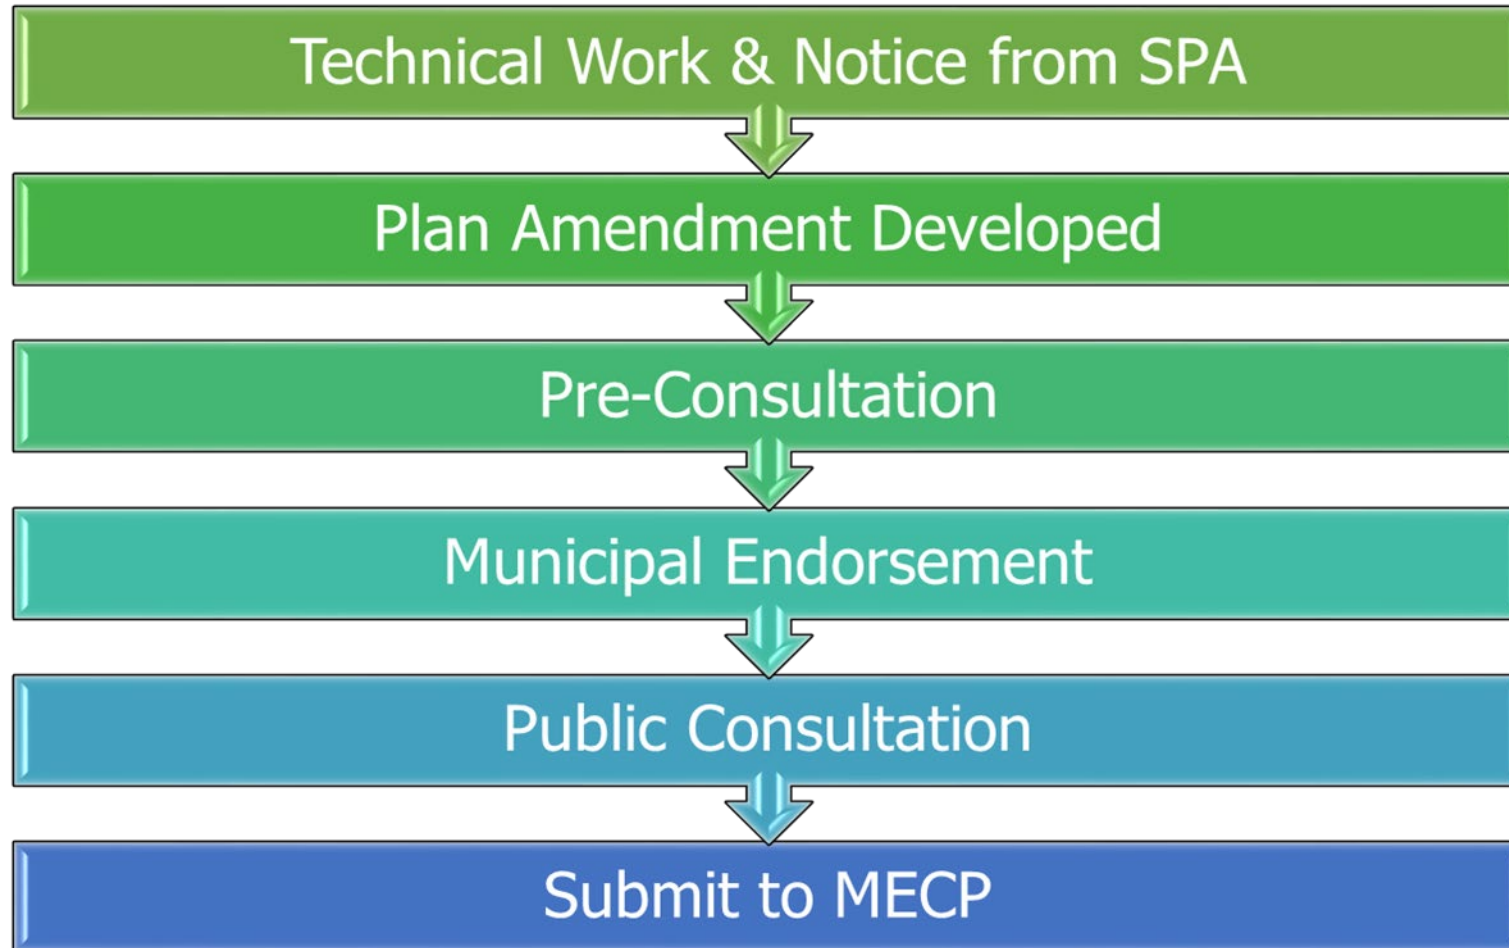 Technical Work & Notice from SPA
Plan Amendment Developed
Pre-Consultation
Municipal Endorsement
Public Consultation
Submit to MECP